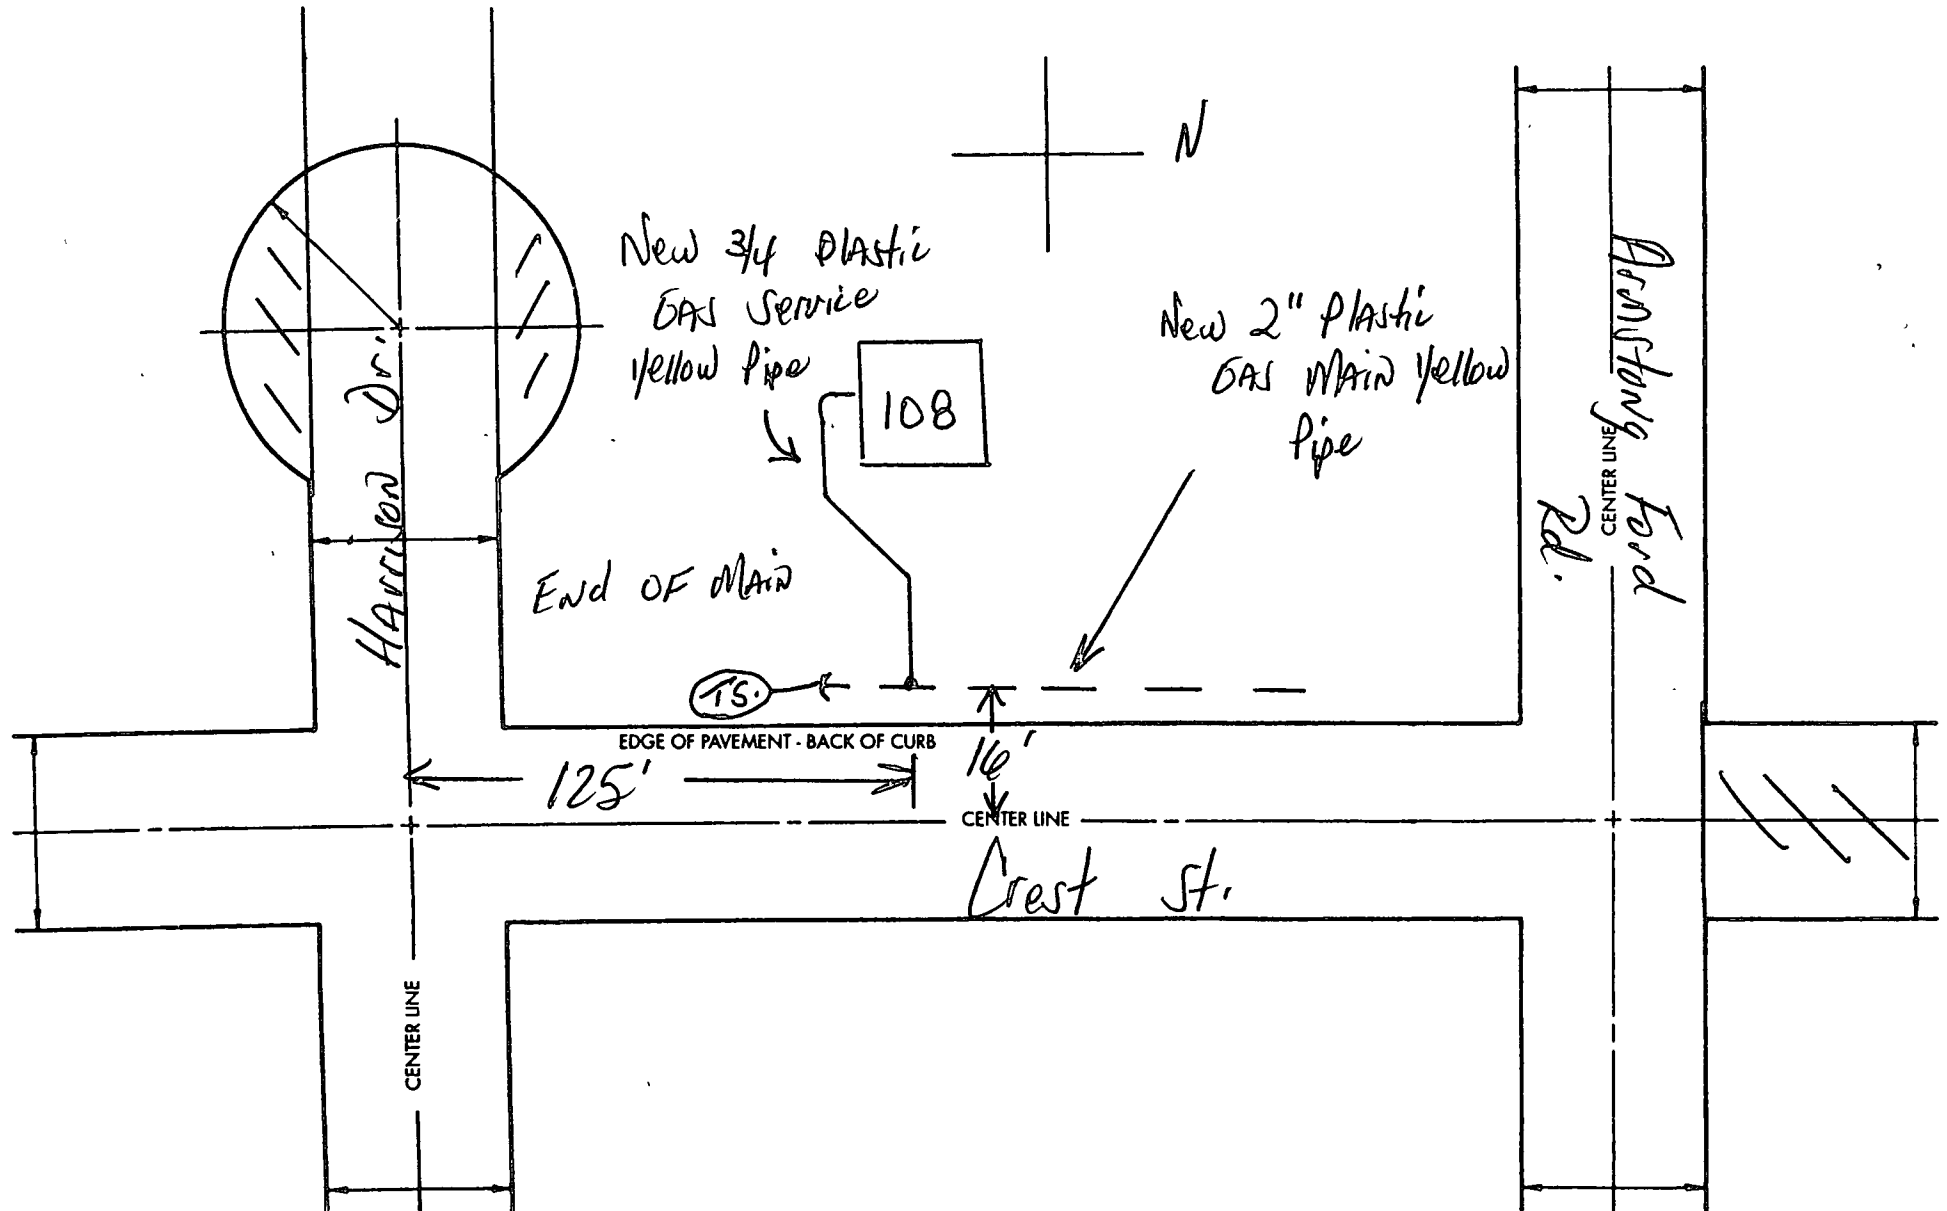 N
New 3/4 Plastic
GAS Service
Yellow Pipe
108
New 2" Plastic
GAS MAIN Yellow
Pipe
Harrison Dr.
Armstong Ford
Rd.
CENTER LINE
End OF MAIN
T.S.
EDGE OF PAVEMENT - BACK OF CURB
125'
16'
CENTER LINE
Crest St.
CENTER LINE